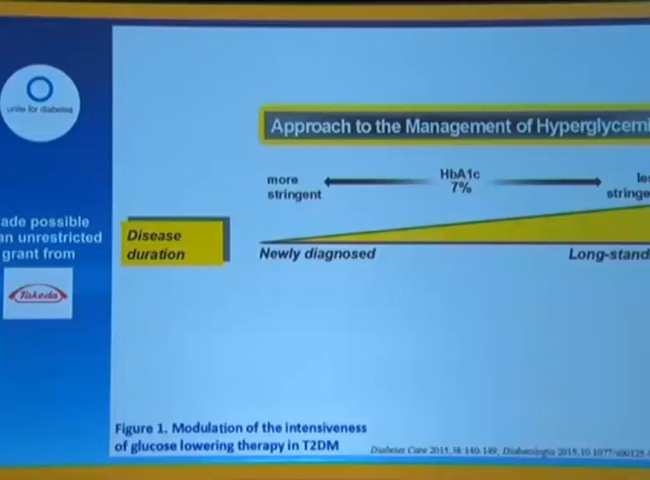 unite for diabetes
ade possible
an unrestricted
grant from
Takeda
Approach to the Management of Hyperglycemi
more
stringent
HbA1c
7%
les
stringe
Disease
duration
Newly diagnosed
Long-stand
Figure 1. Modulation of the intensiveness
of glucose lowering therapy in T2DM
Diabetes Care 2015, 38: 140-149; Diabetologia 2015,10.1077/s00125-